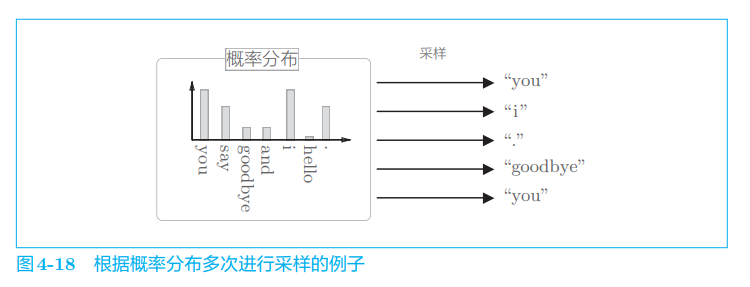 概率分布
采样
you
say
goodbye
and
i
hello
.
“you”
“i”
“.”
“goodbye”
“you”
图4-18 根据概率分布多次进行采样的例子